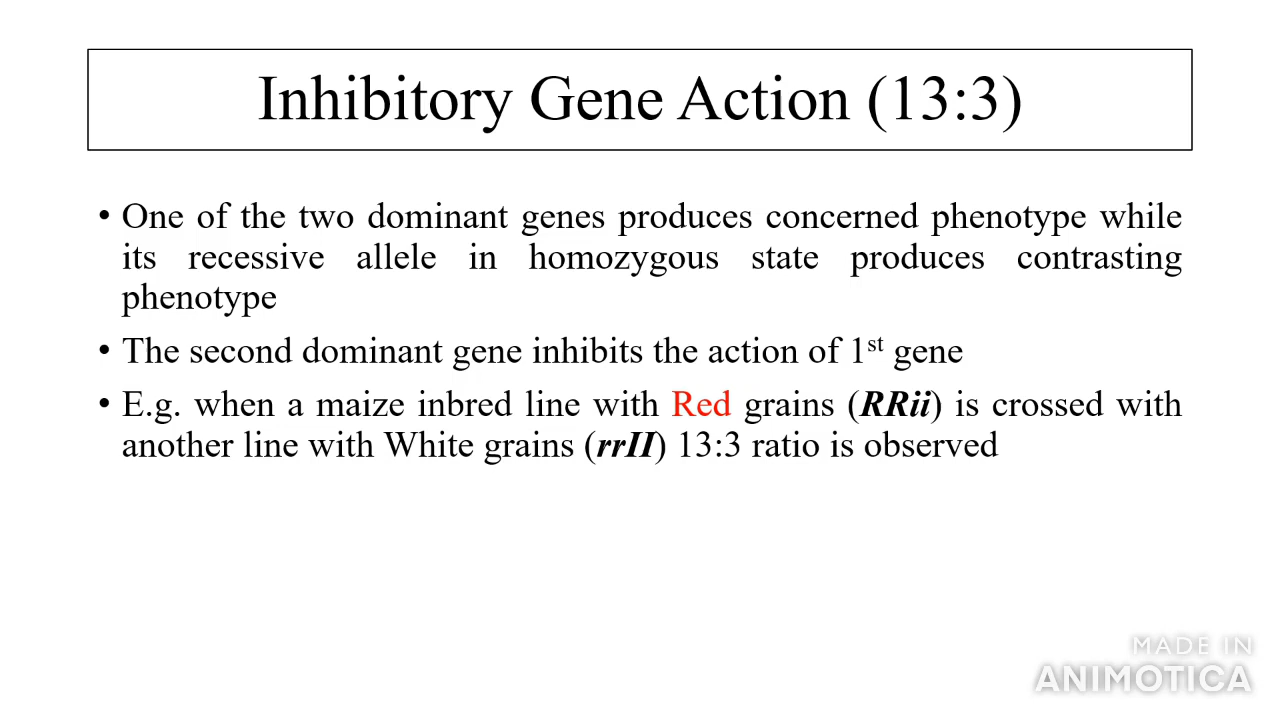 Inhibitory Gene Action (13:3)
• One of the two dominant genes produces concerned phenotype while
its recessive allele in homozygous state produces contrasting
phenotype
• The second dominant gene inhibits the action of 1st gene
• E.g. when a maize inbred line with Red grains (RRii) is crossed with
another line with White grains (rrII) 13:3 ratio is observed
MADE IN
ANIMOTICA